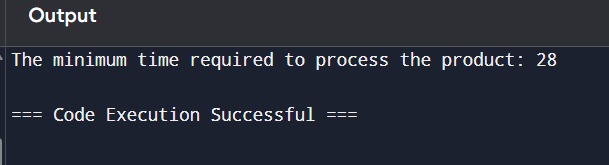 Output
The minimum time required to process the product: 28
=== Code Execution Successful ===